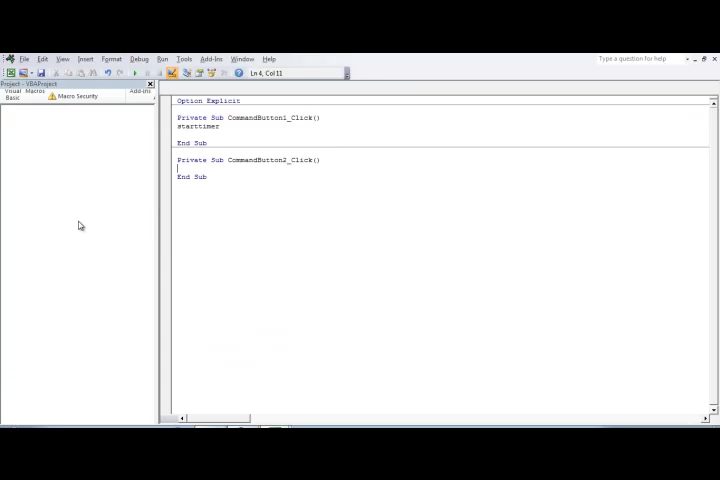 File Edit View Insert Format Debug Run Tools Add-Ins Window Help
Type a question for help
Ln 4, Col 11
Project - VBAProject
Visual Macros Add-Ins
Basic
Macro Security
Option Explicit
Private Sub CommandButton1_Click()
starttimer
End Sub
Private Sub CommandButton2_Click()
End Sub